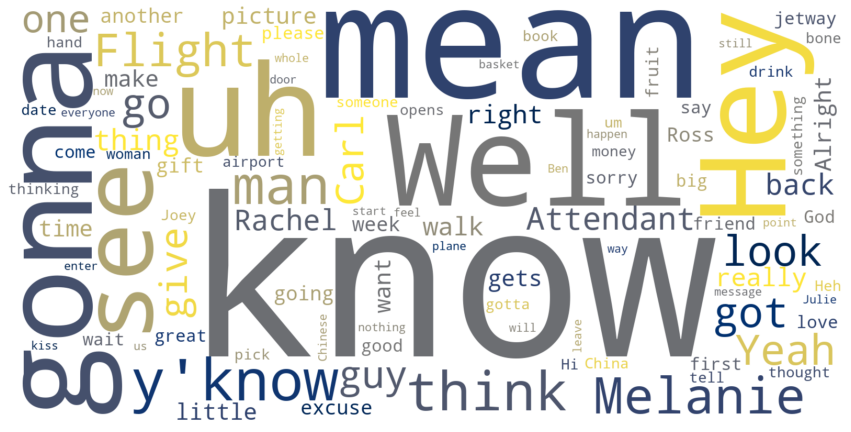 one
another
picture
mean
Hey
jetway
hand
Flight
please
book
still
bone
gonna
make
whole
door
basket
fruit
drink
now
date
everyone
go
uh
getting
someone
opens
right
um
happen
say
something
Alright
thing
Carl
Well
money
Ross
come
woman
gift
airport
Ben
sorry
big
back
thinking
see
man
time
Joey
give
Rachel
start
feel
week
walk
Attendant
friend
God
point
know
plane
way
look
enter
going
want
gets
really
Heh
message
Julie
gotta
got
love
kiss
us
wait
great
Chinese
nothing
good
will
leave
Yeah
pick
Hi
China
first
tell
thought
y'know
guy
think
Melanie
little
excuse